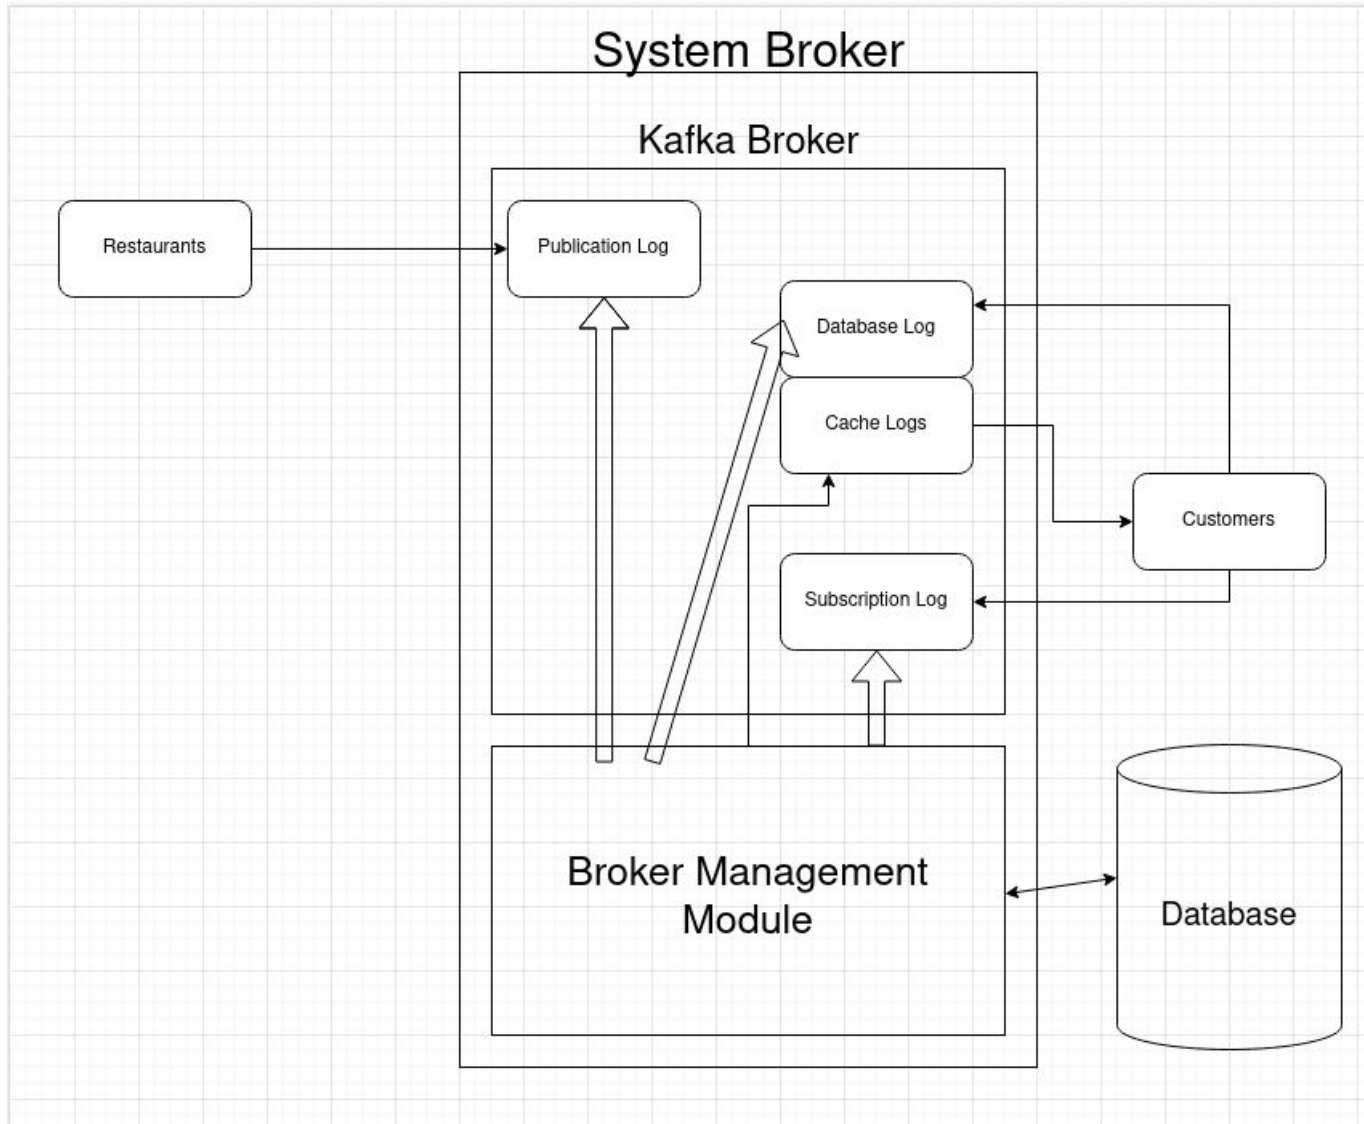 System Broker
Kafka Broker
Restaurants
Publication Log
Database Log
Cache Logs
Customers
Subscription Log
Broker Management
Module
Database